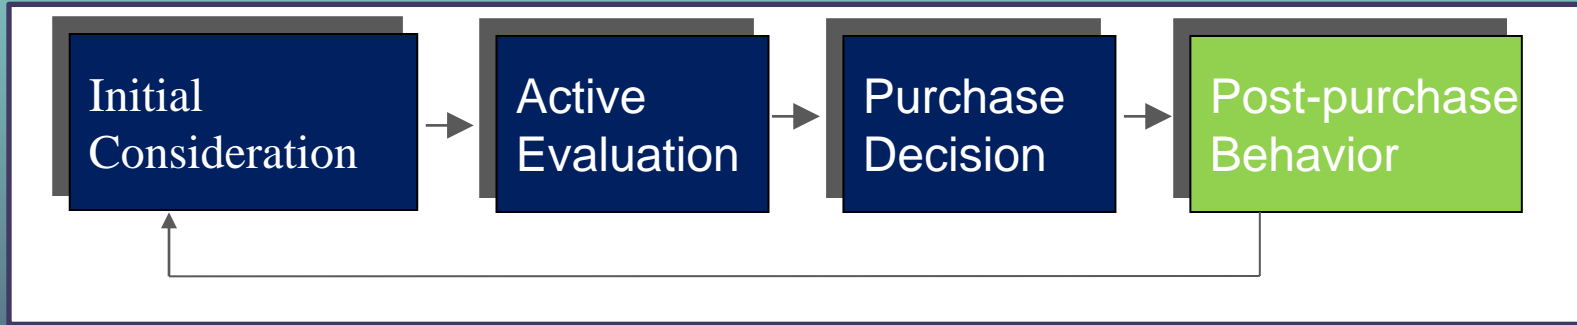 Initial
Consideration
Active
Evaluation
Purchase
Decision
Post-purchase
Behavior